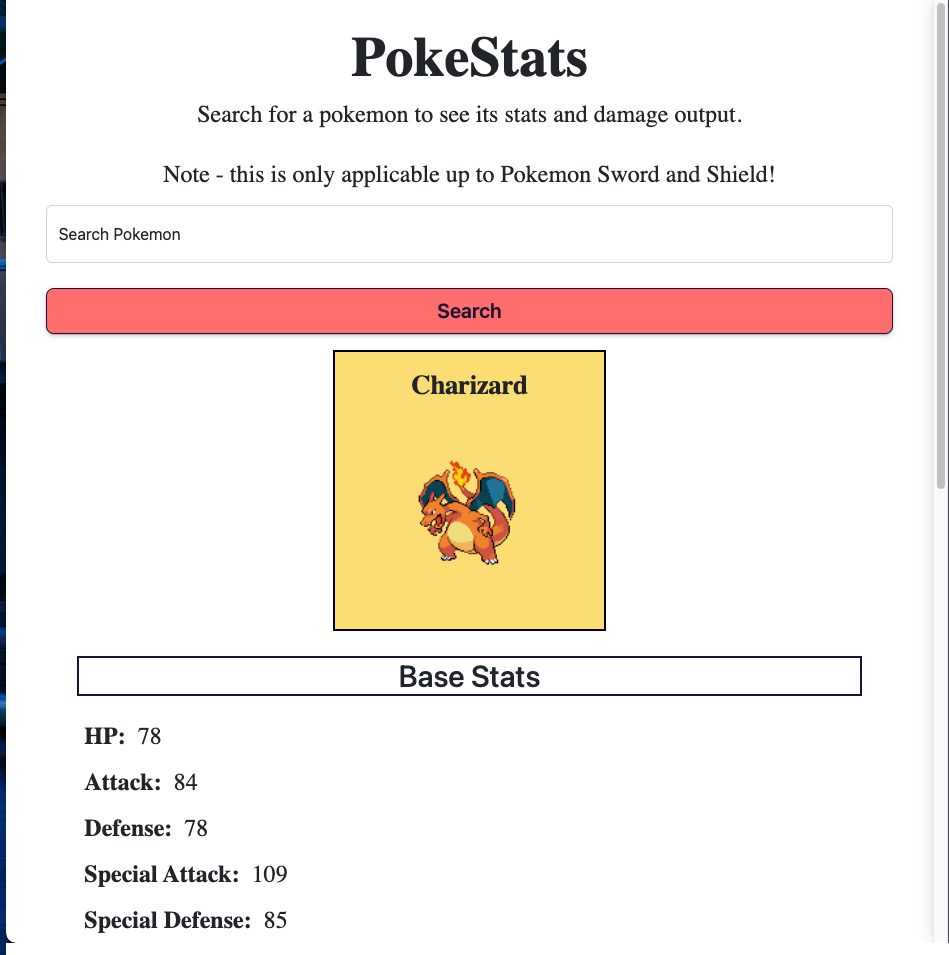 PokeStats
Search for a pokemon to see its stats and damage output.
Note - this is only applicable up to Pokemon Sword and Shield!
Search Pokemon
Search
Charizard
Base Stats
HP: 78
Attack: 84
Defense: 78
Special Attack: 109
Special Defense: 85